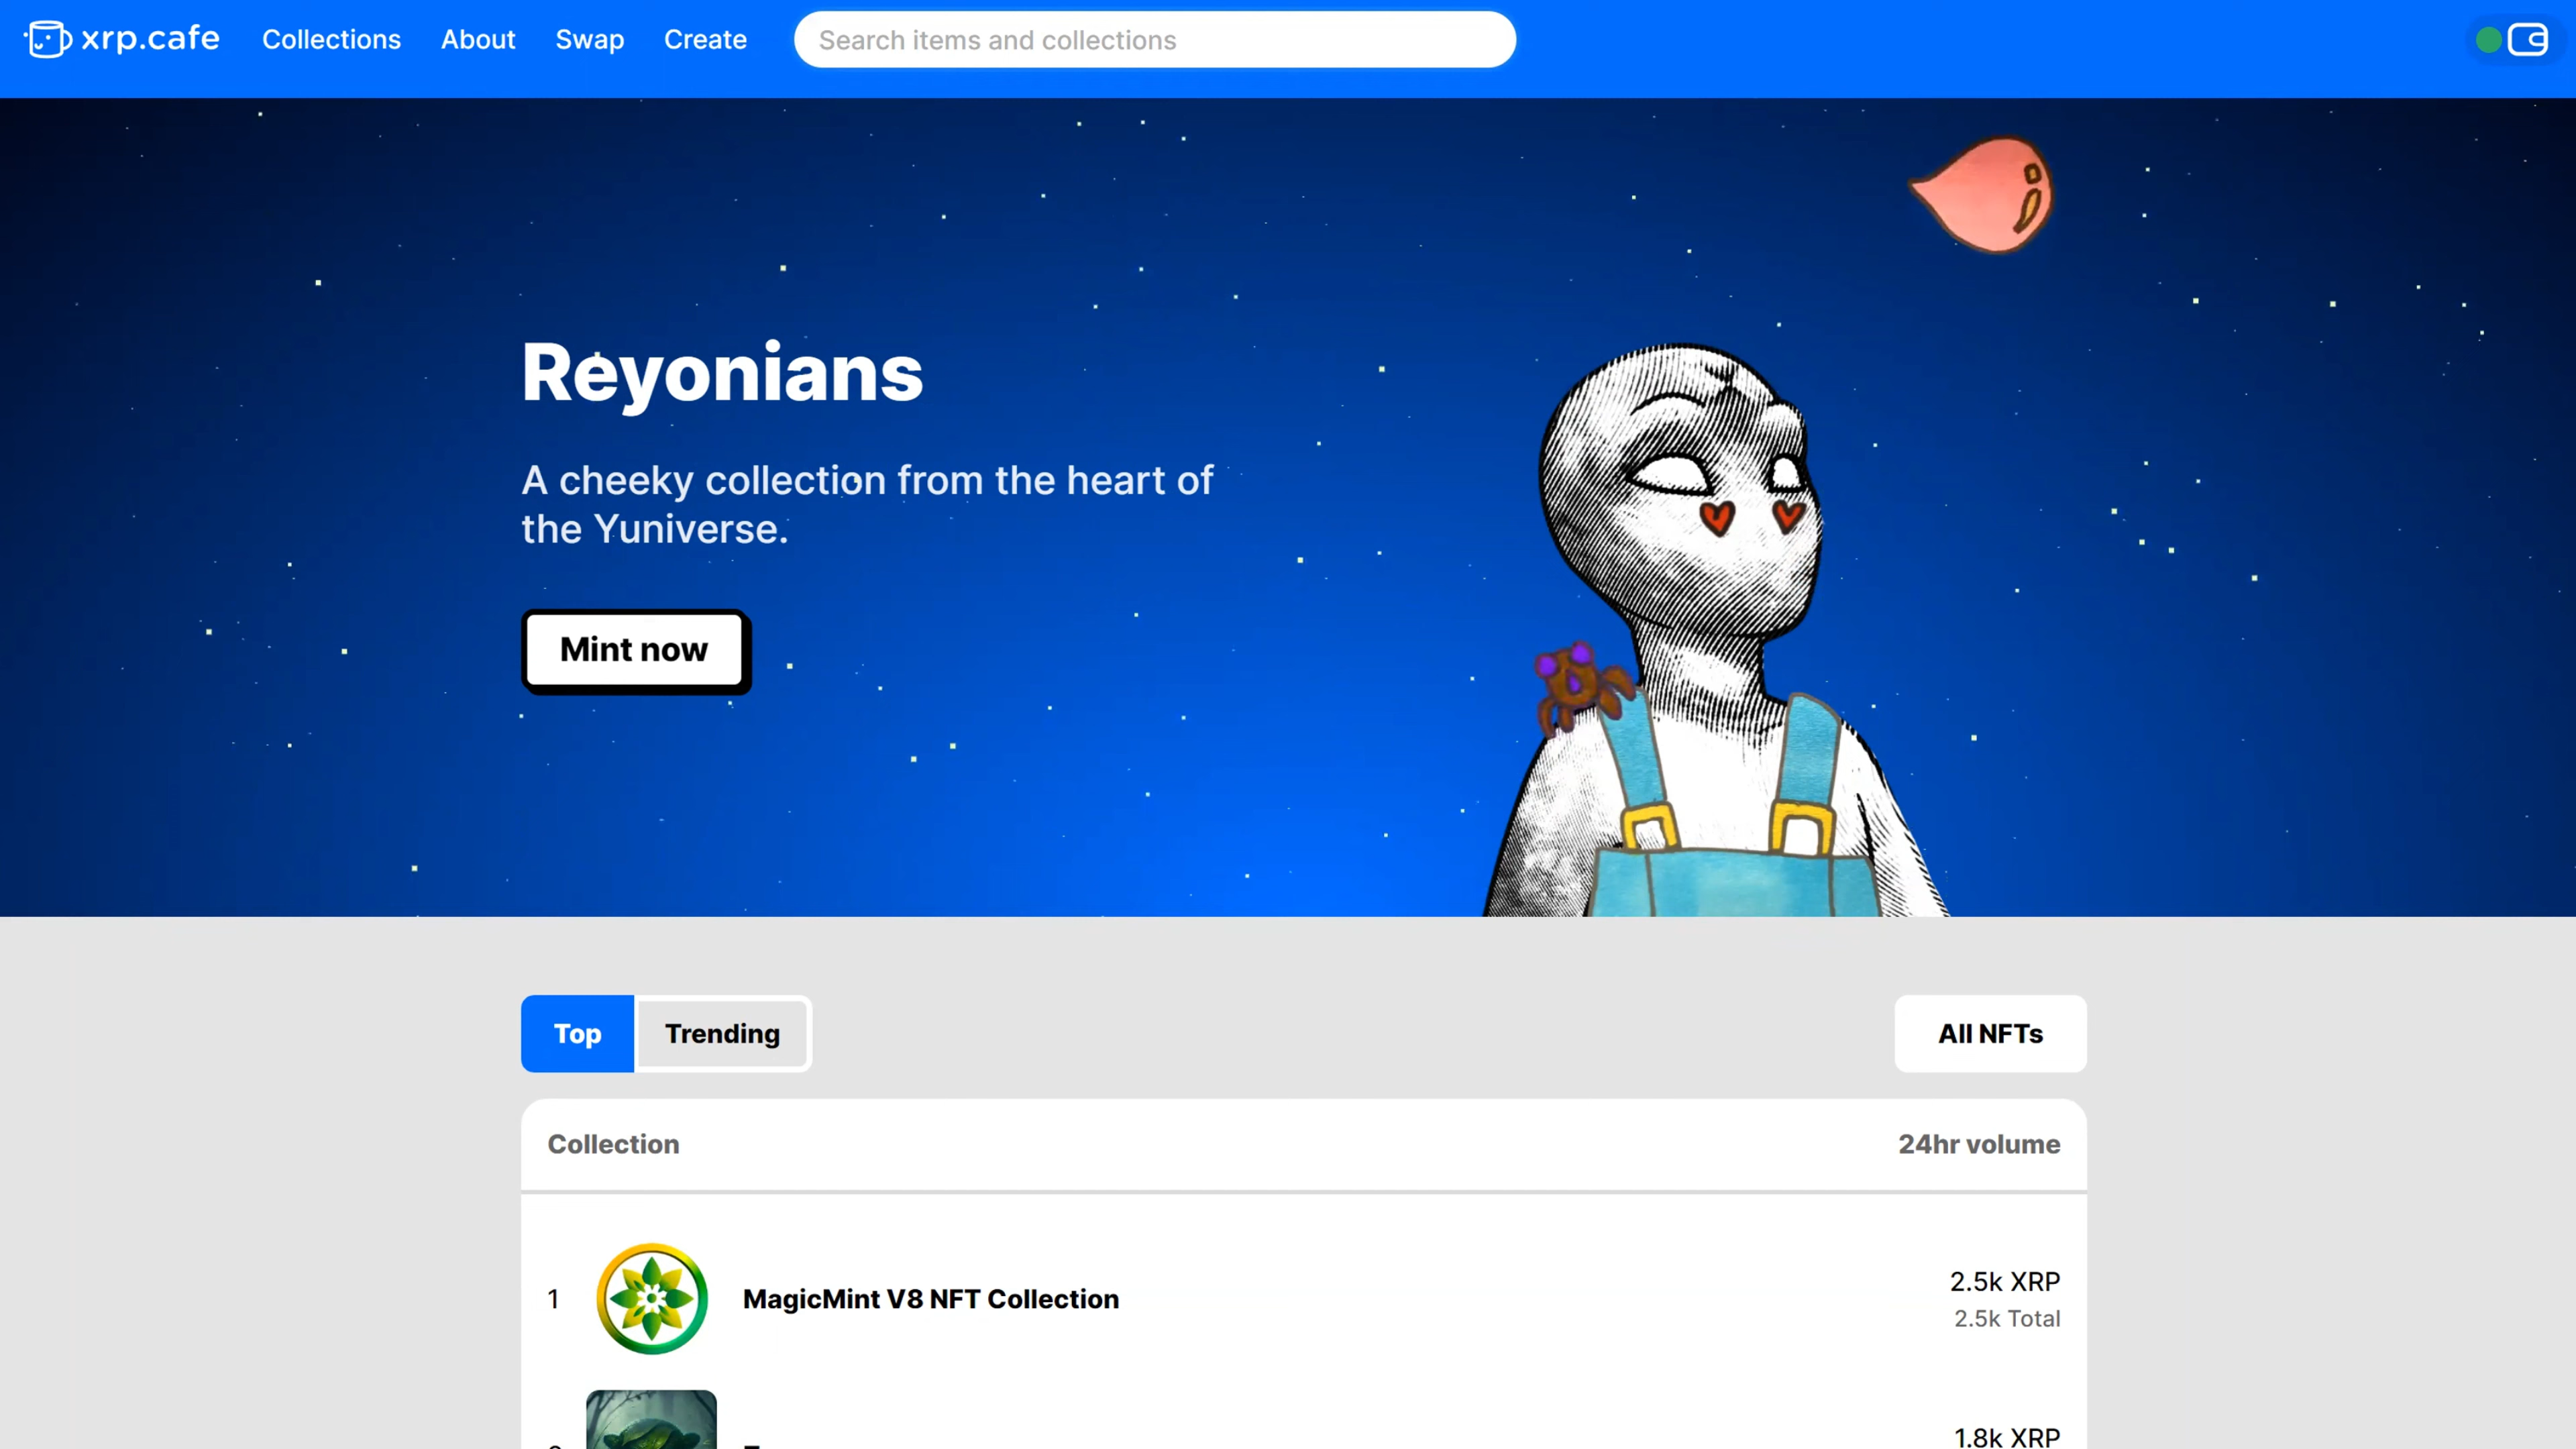 xrp.cafe Collections About Swap Create Search items and collections
Reyonians
A cheeky collection from the heart of
the Yuniverse.
Mint now
Top Trending All NFTs
Collection 24hr volume
1 MagicMint V8 NFT Collection 2.5k XRP
2.5k Total
1.8k XRP